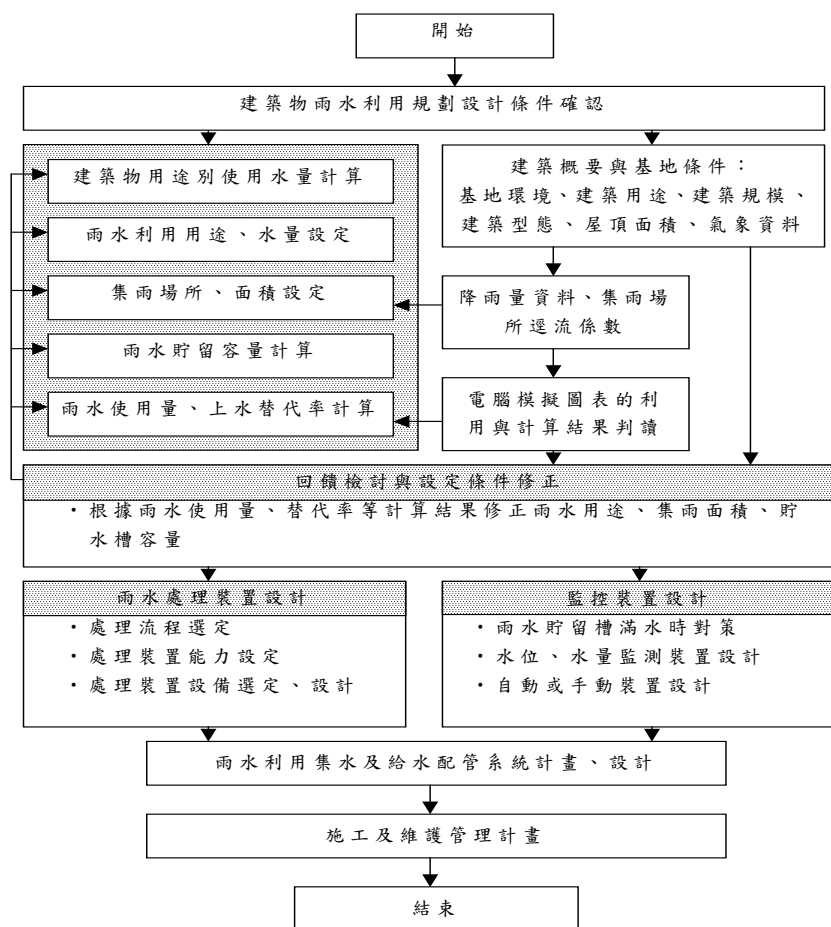 開始
建築物雨水利用規劃設計條件確認
建築物用途別使用水量計算
雨水利用用途、水量設定
集雨場所、面積設定
雨水貯留容量計算
雨水使用量、上水替代率計算
建築概要與基地條件：
基地環境、建築用途、建築規模、
建築型態、屋頂面積、氣象資料
降雨量資料、集雨場
所逕流係數
電腦模擬圖表的利
用與計算結果判讀
回饋檢討與設定條件修正
・根據雨水使用量、替代率等計算結果修正雨水用途、集雨面積、貯
水槽容量
雨水處理裝置設計
・處理流程選定
・處理裝置能力設定
・處理裝置設備選定、設計
監控裝置設計
・雨水貯留槽滿水時對策
・水位、水量監測裝置設計
・自動或手動裝置設計
雨水利用集水及給水配管系統計畫、設計
施工及維護管理計畫
結束